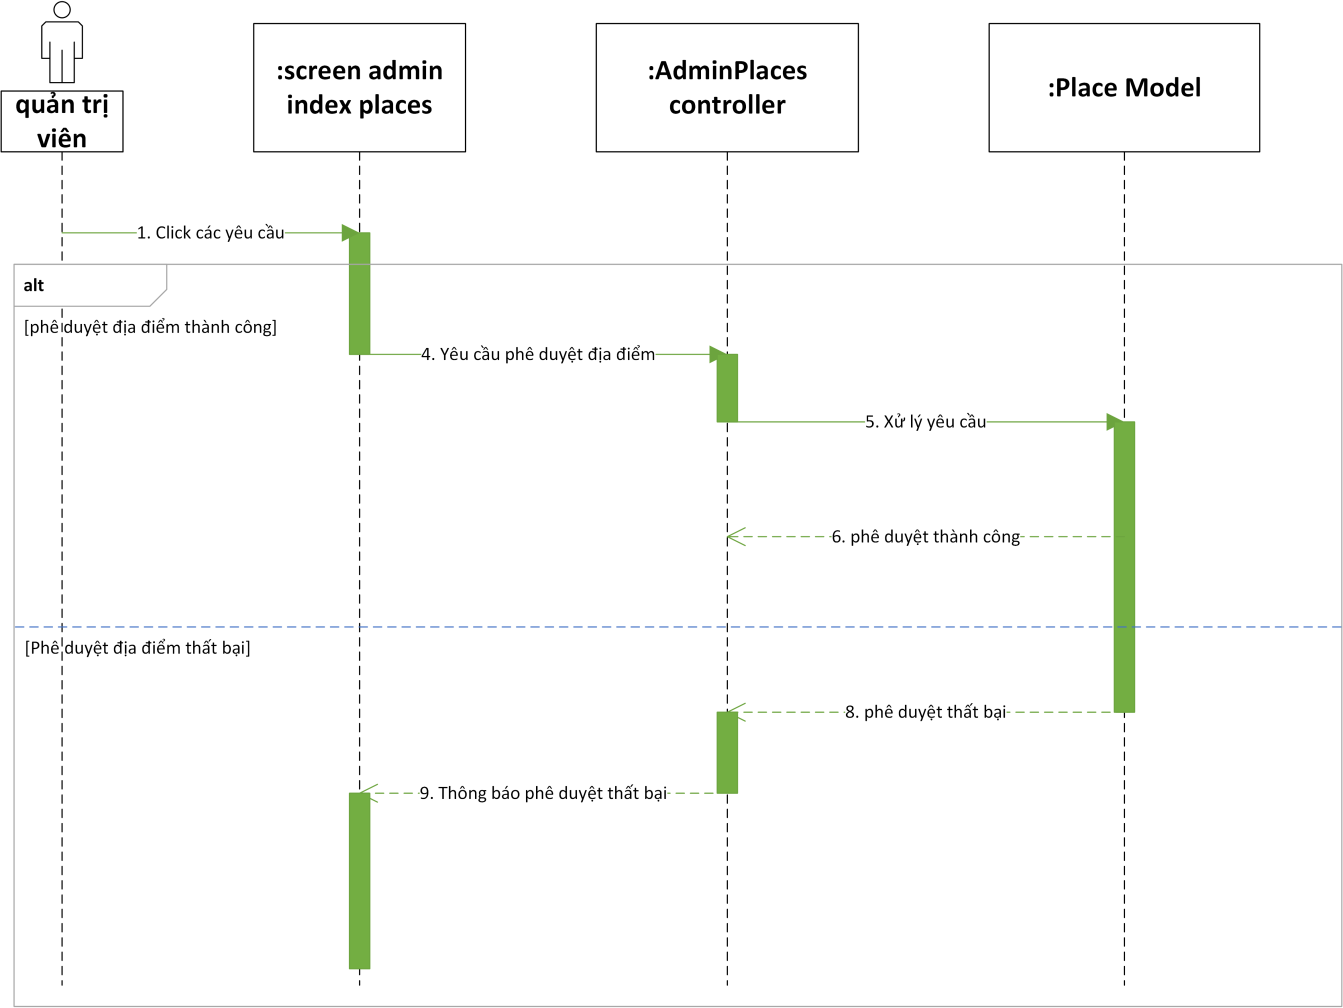 quản trị
viên
:screen admin
index places
:AdminPlaces
controller
:Place Model
1. Click các yêu cầu
alt
[phê duyệt địa điểm thành công]
4. Yêu cầu phê duyệt địa điểm
5. Xử lý yêu cầu
6. phê duyệt thành công
[Phê duyệt địa điểm thất bại]
8. phê duyệt thất bại
9. Thông báo phê duyệt thất bại